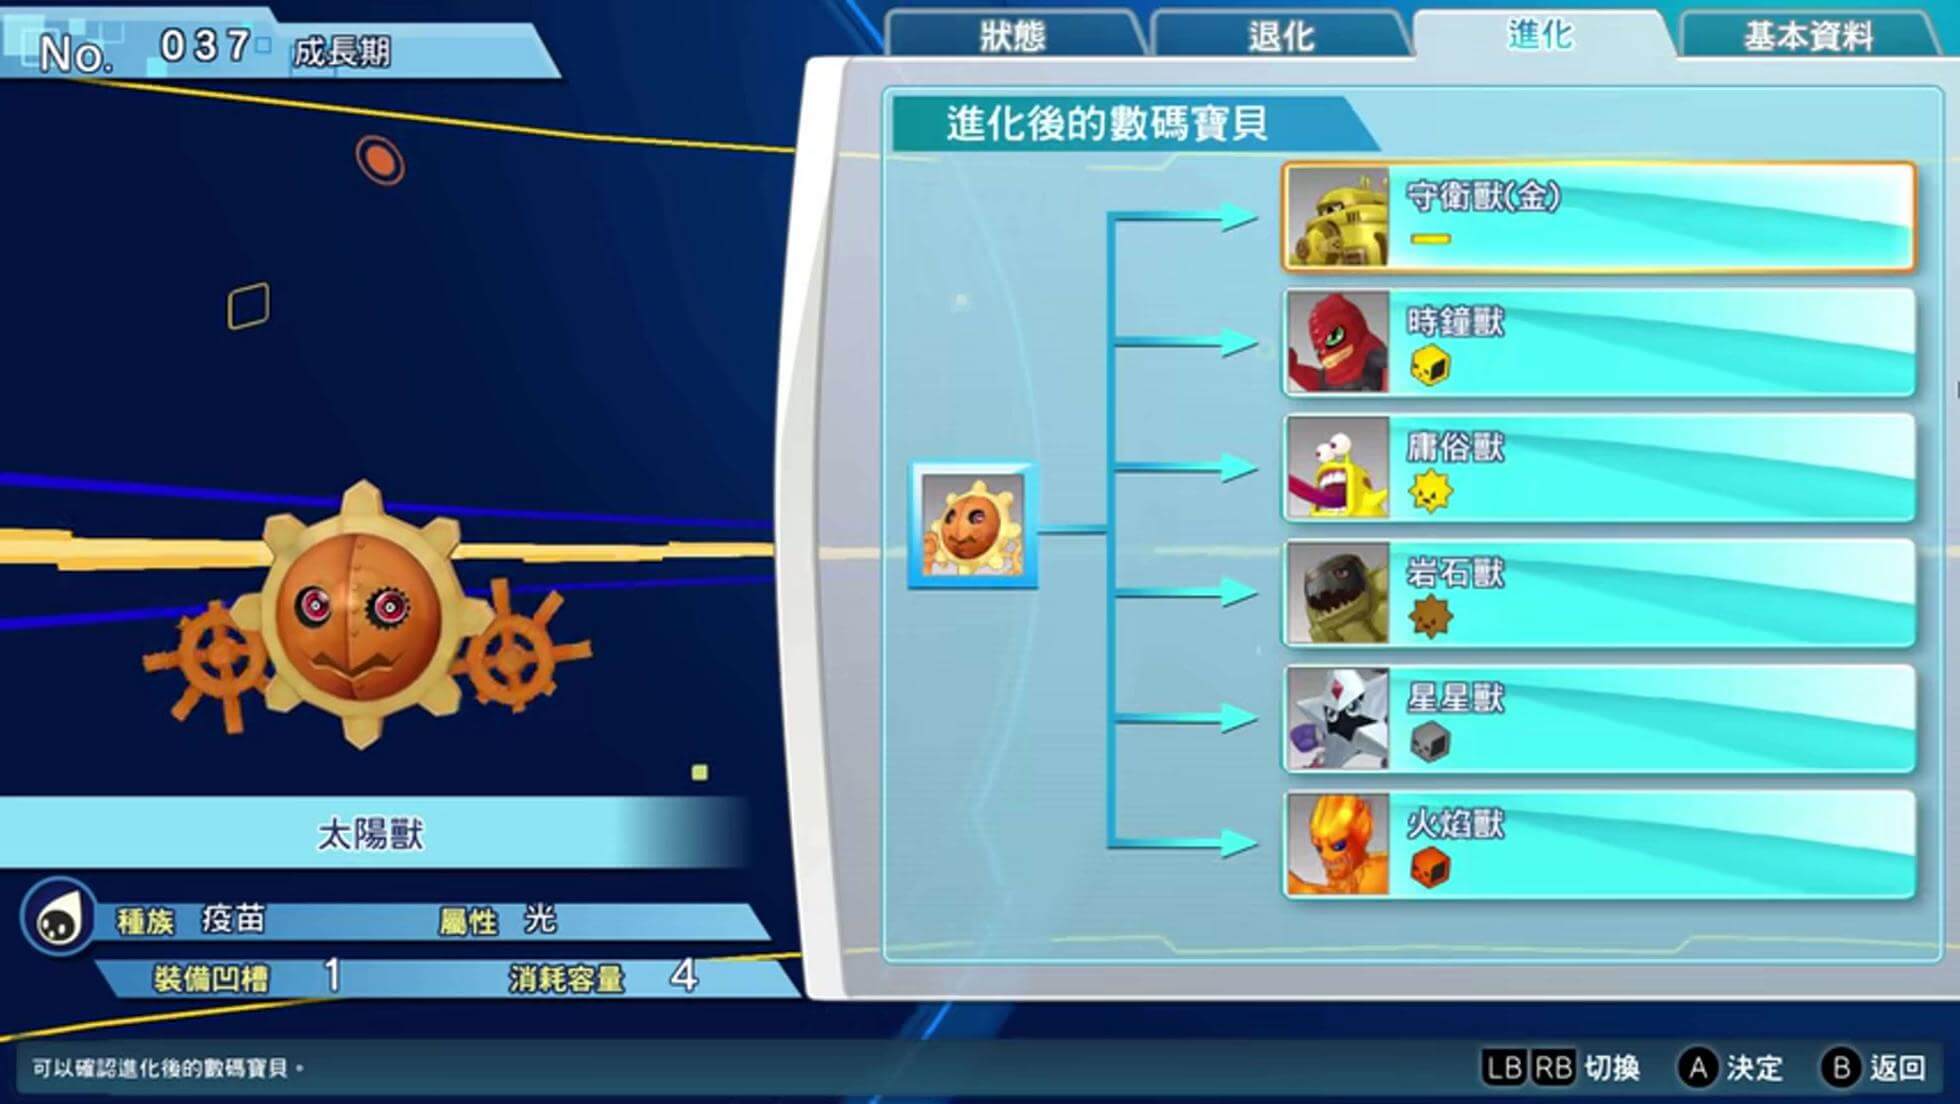 No. 037 成長期
狀態 退化 進化 基本資料
進化後的數碼寶貝
守衛獸(金)
時鐘獸
庸俗獸
岩石獸
星星獸
火焰獸
太陽獸
種族 疫苗 屬性 光
裝備凹槽 1 消耗容量 4
可以確認進化後的數碼寶貝。
LB RB 切換 A 決定 B 返回